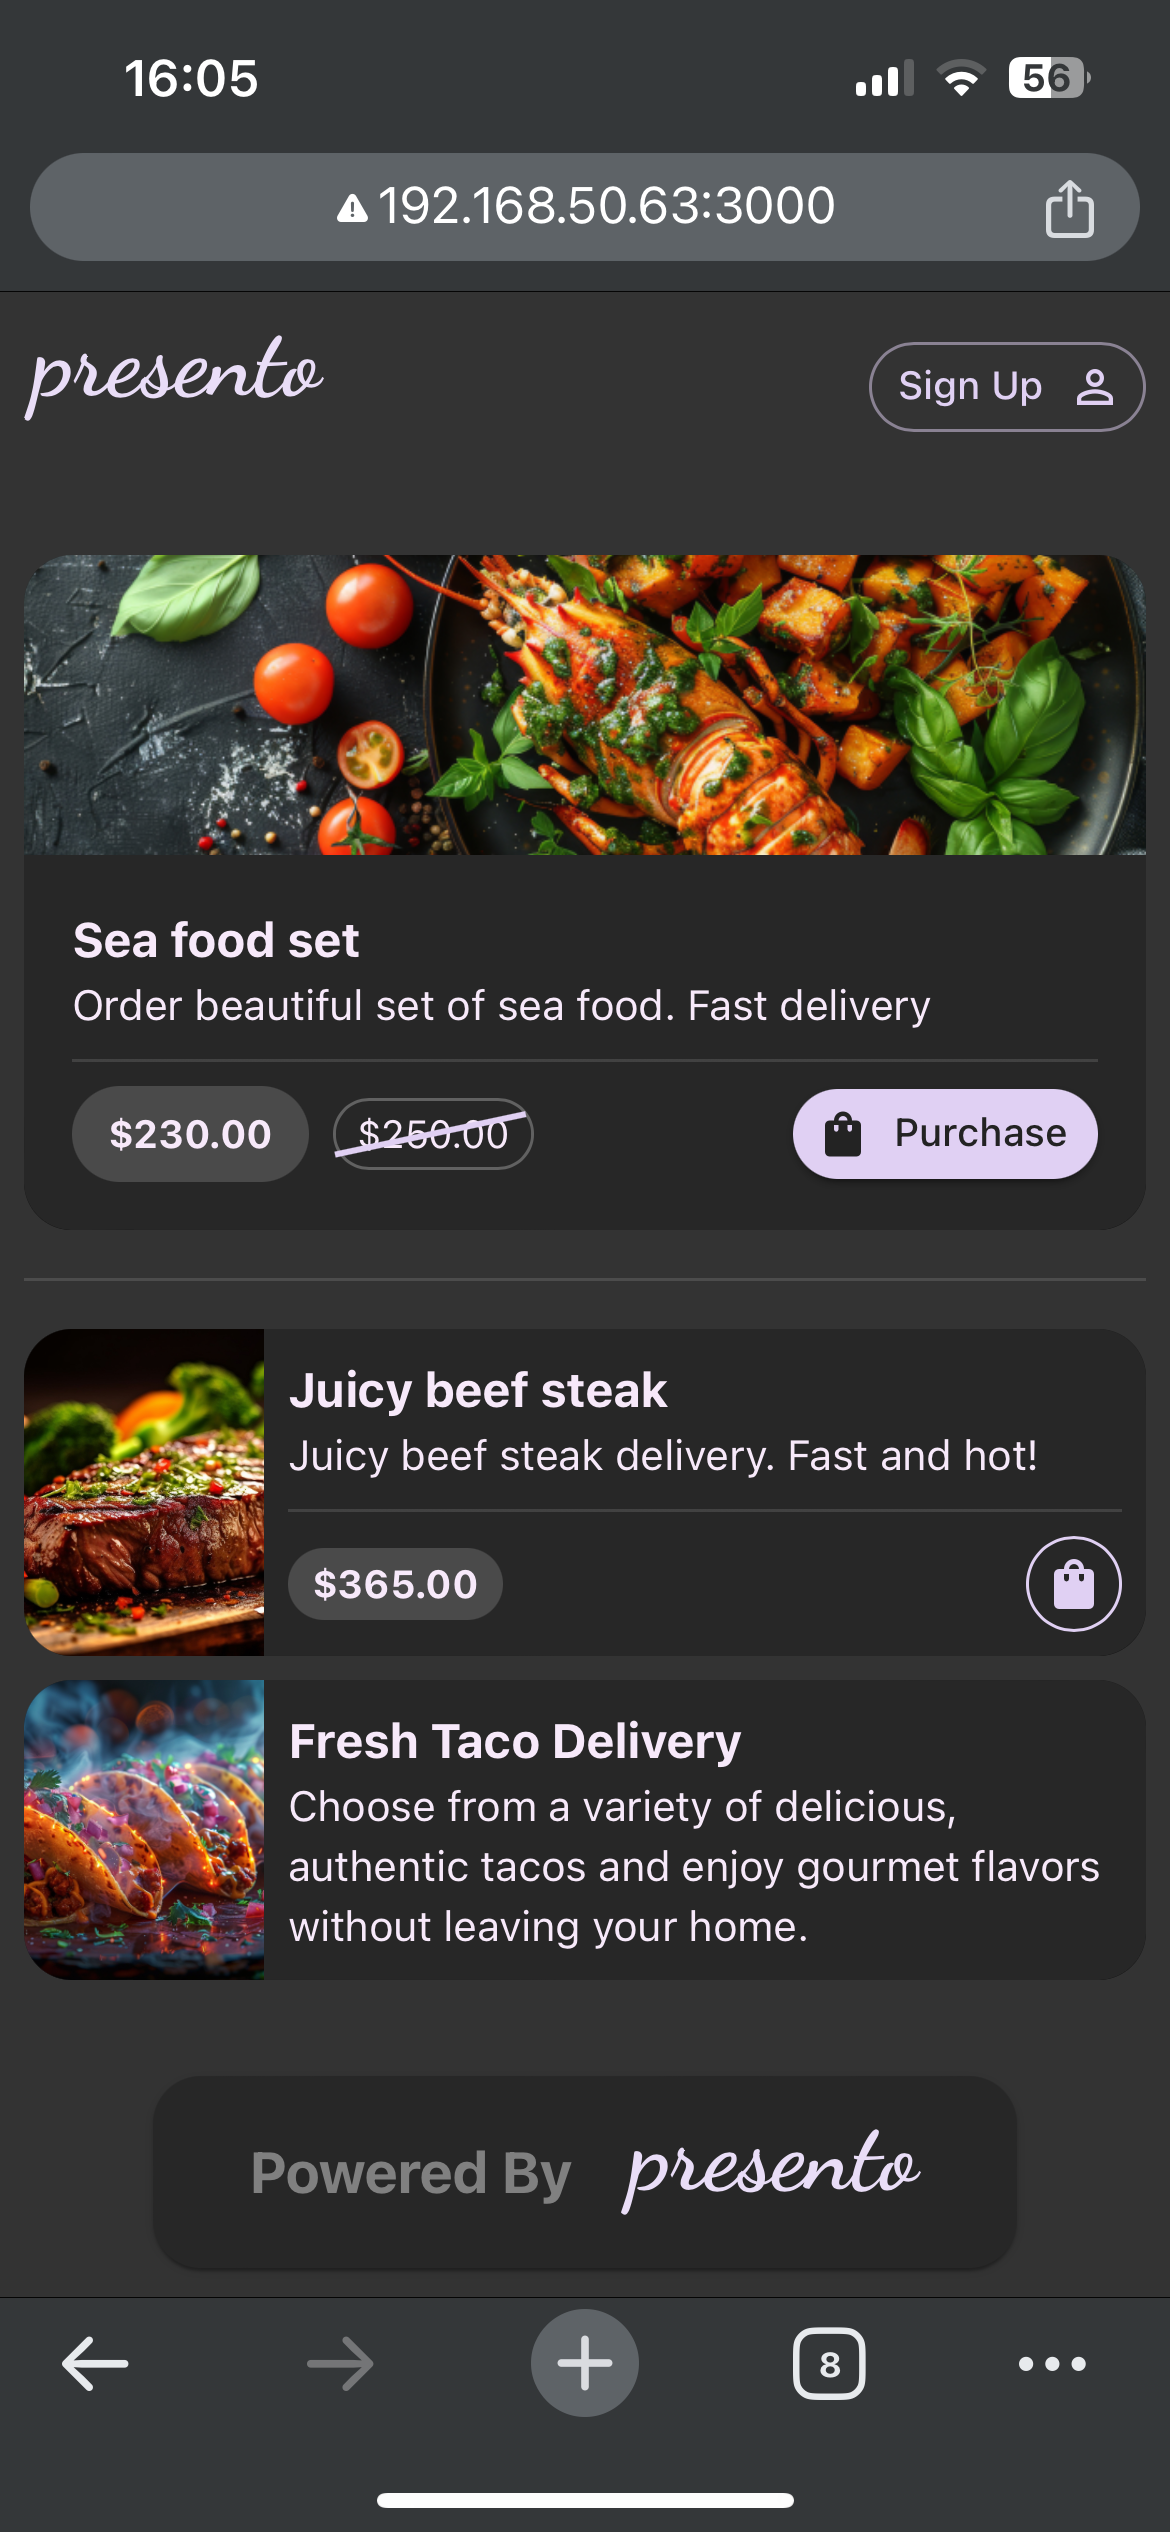 16:05
56
192.168.50.63:3000
presento
Sign Up
Sea food set
Order beautiful set of sea food. Fast delivery
$230.00
$250.00
Purchase
Juicy beef steak
Juicy beef steak delivery. Fast and hot!
$365.00
Fresh Taco Delivery
Choose from a variety of delicious,
authentic tacos and enjoy gourmet flavors
without leaving your home.
Powered By presento
8